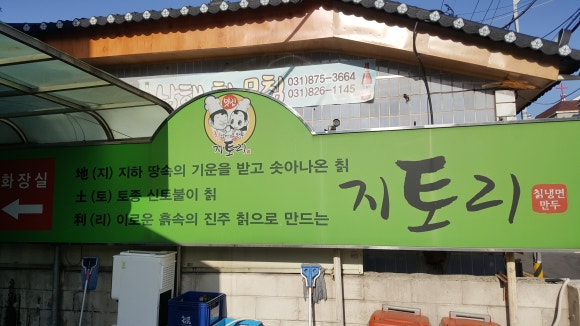 031)875-3664
031)826-1145
맛집
지토리
화장실
地 (지) 지하 땅속의 기운을 받고 솟아나온 칡
土 (토) 토종 신토불이 칡
利 (리) 이로운 흙속의 진주 칡으로 만드는
지토리
칡냉면
만두